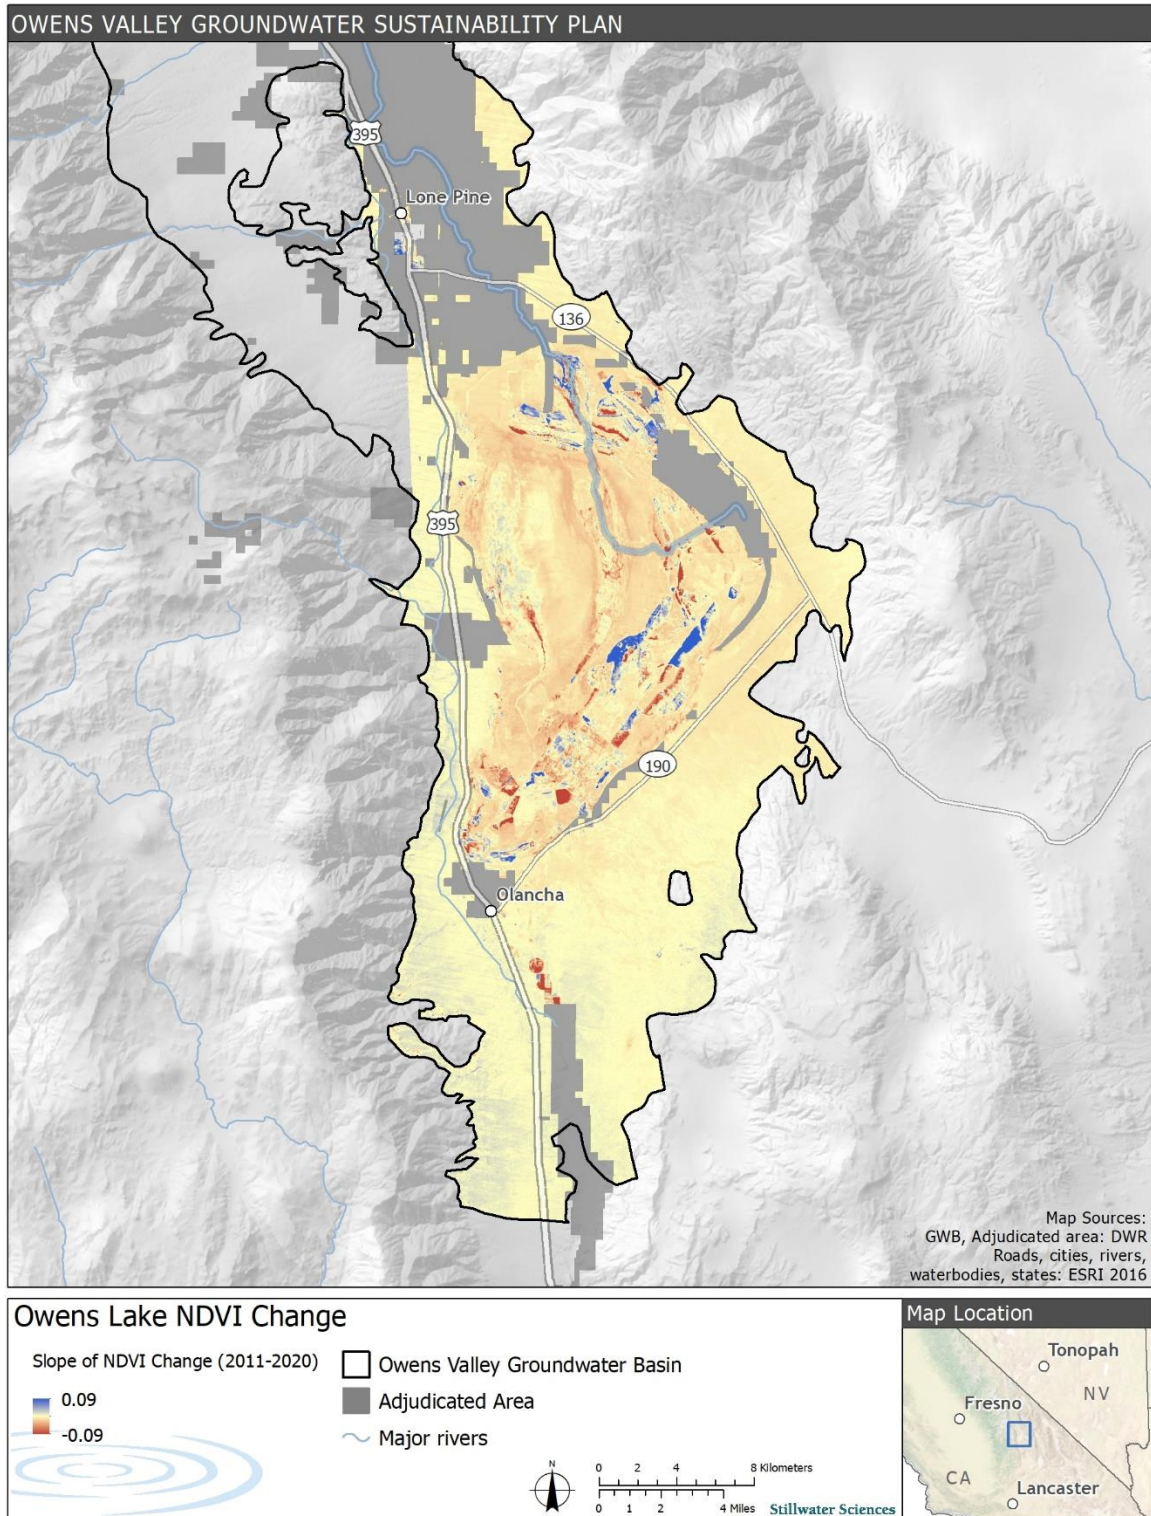 OWENS VALLEY GROUNDWATER SUSTAINABILITY PLAN
395
Lone Pine
136
395
190
Olancha
Map Sources:
GWB, Adjudicated area: DWR
Roads, cities, rivers,
waterbodies, states: ESRI 2016
Owens Lake NDVI Change
Slope of NDVI Change (2011-2020)
0.09
-0.09
Owens Valley Groundwater Basin
Adjudicated Area
Major rivers
N
0 2 4 8 Kilometers
0 1 2 4 Miles
Stillwater Sciences
Map Location
Tonopah
NV
Fresno
CA
Lancaster